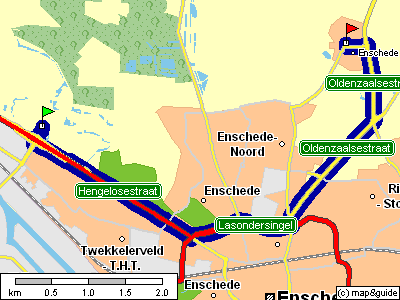 Enschede
Oldenzaalsestr
Oldenzaalsestraat
Enschede-
Noord
Hengelosestraat
Enschede
Ri
- Sto
Lasondersingel
Twekkelerveld
T.H.T.
Enschede
Enschede
0 0.5 1.0 1.5 2.0
km
(c) map&guide